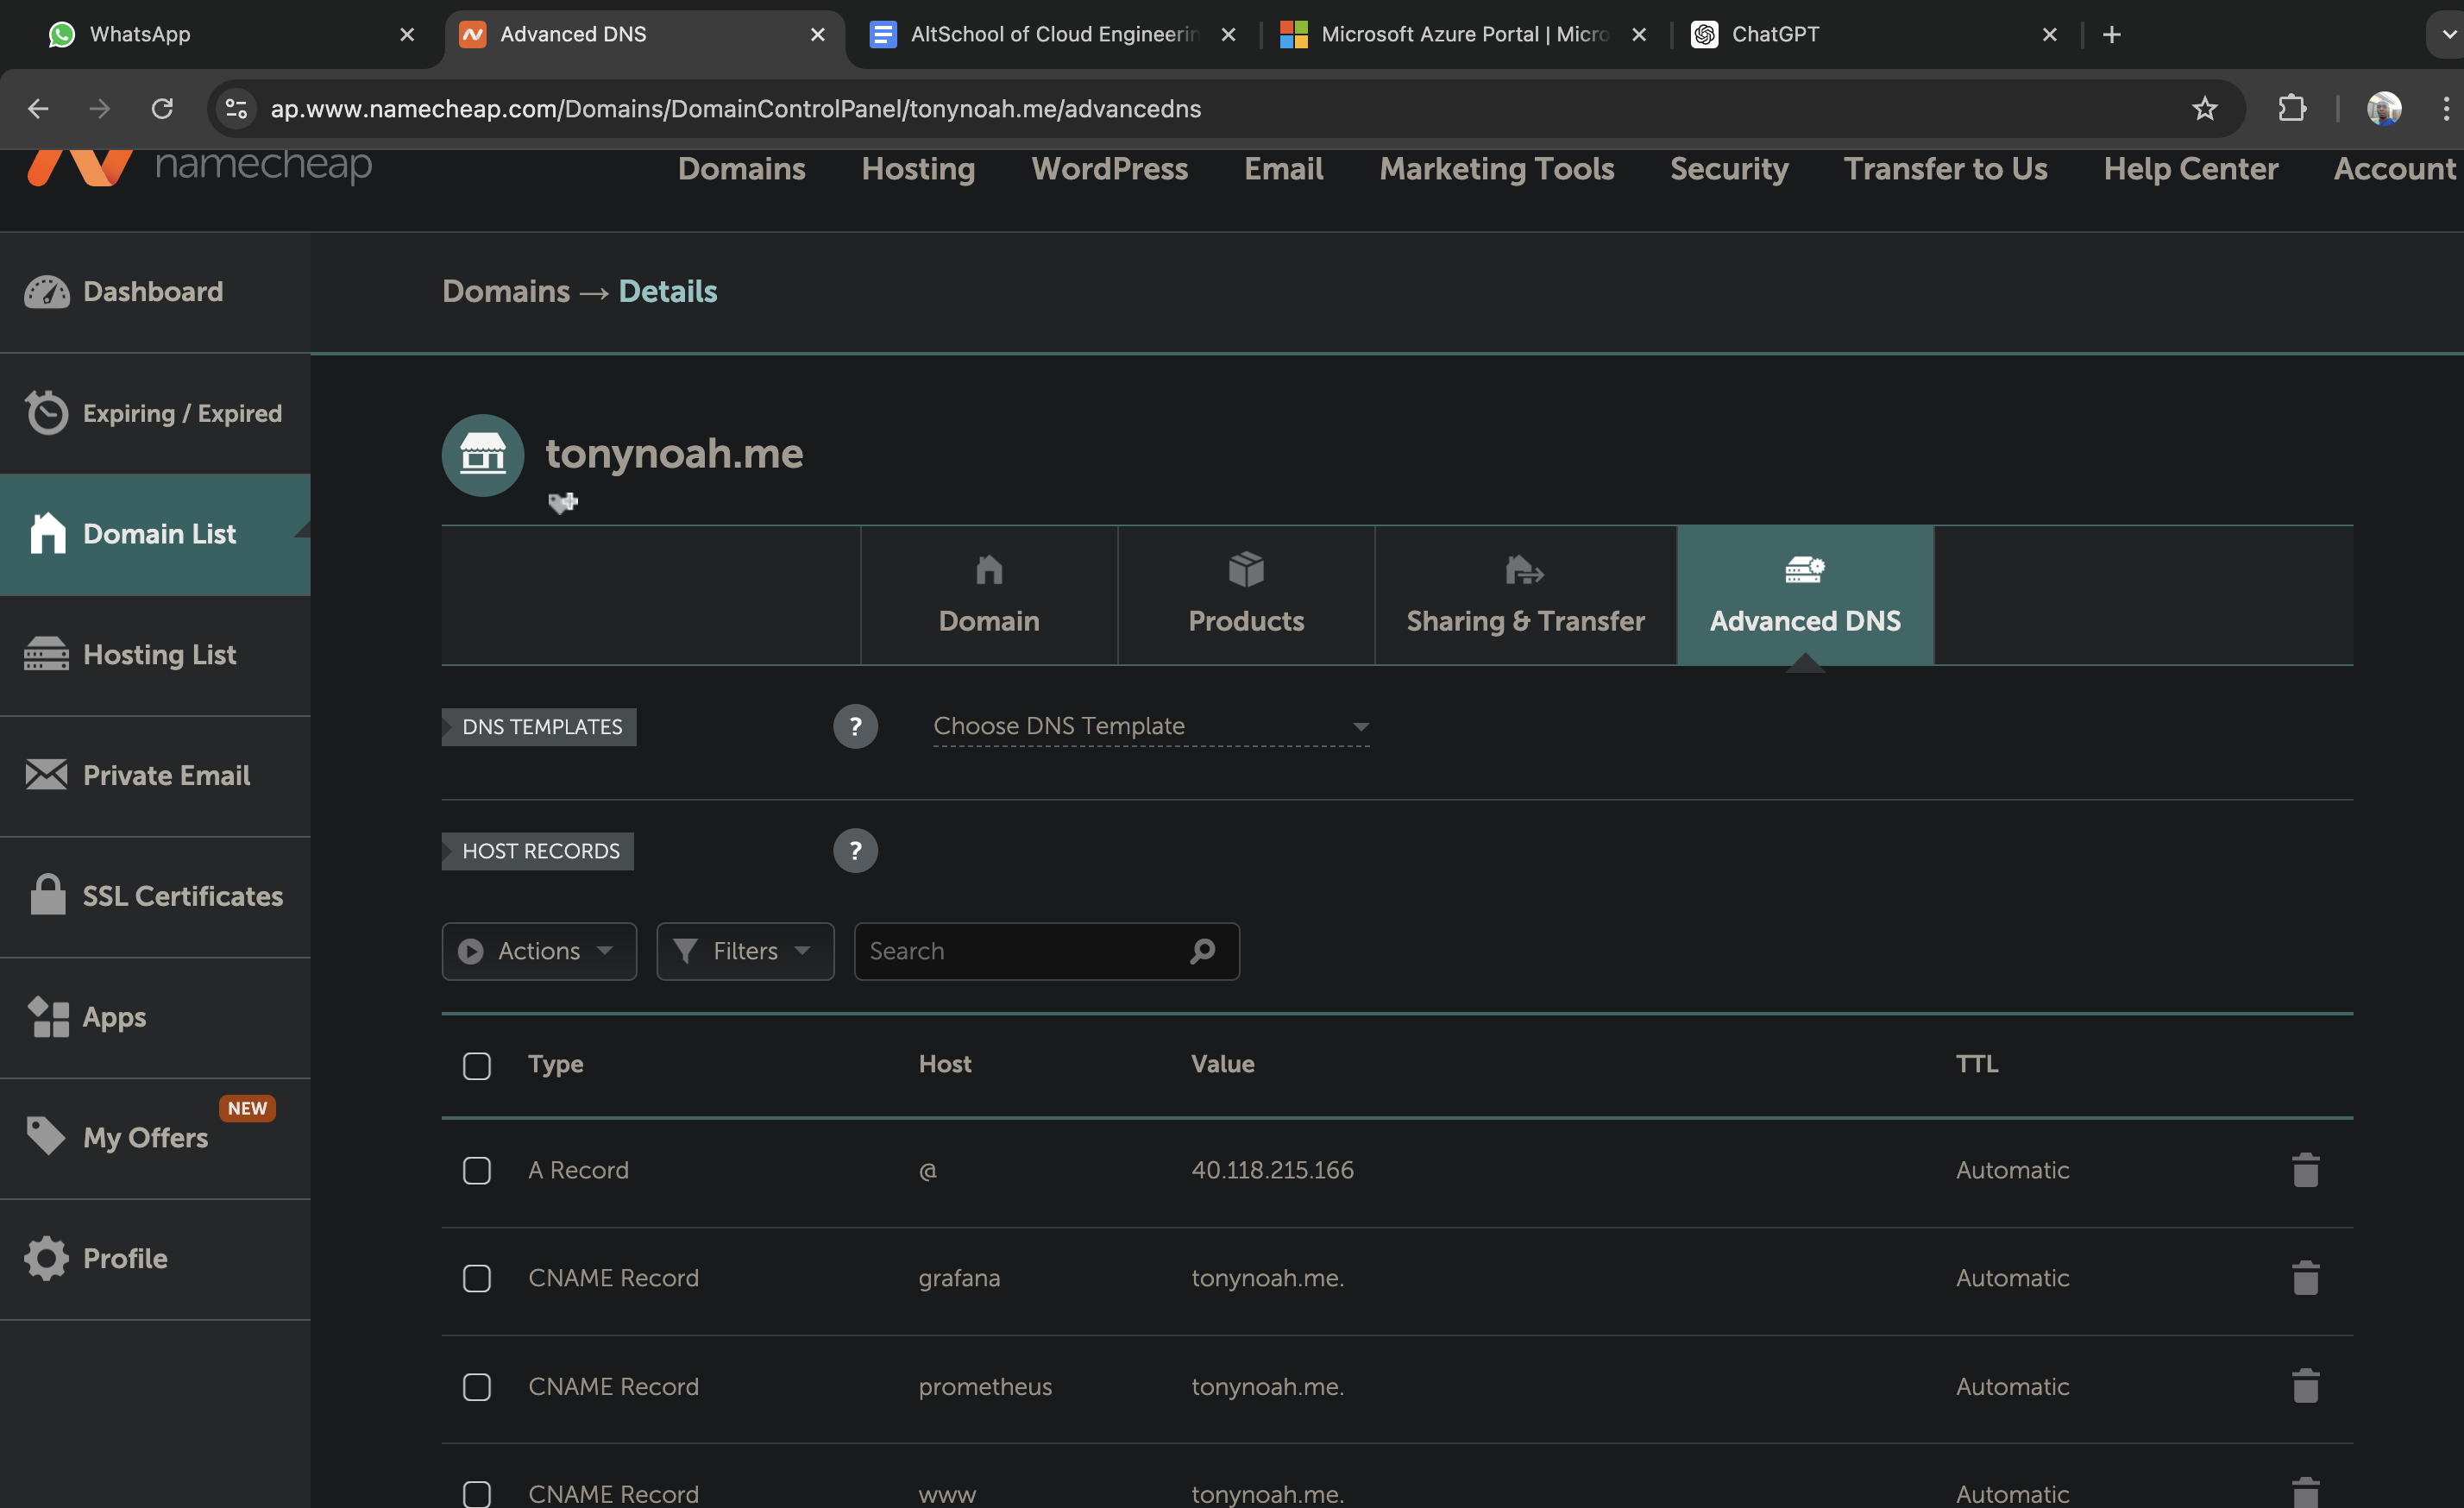 WhatsApp
Advanced DNS
AltSchool of Cloud Engineerin
Microsoft Azure Portal | Micro
ChatGPT
ap.www.namecheap.com/Domains/DomainControlPanel/tonynoah.me/advancedns
namecheap
Domains Hosting WordPress Email Marketing Tools Security Transfer to Us Help Center Account
Dashboard
Expiring / Expired
Domain List
Hosting List
Private Email
SSL Certificates
Apps
NEW
My Offers
Profile
Domains → Details
tonynoah.me
Domain
Products
Sharing & Transfer
Advanced DNS
DNS TEMPLATES
?
Choose DNS Template
HOST RECORDS
?
Actions
Filters
Search
Type Host Value TTL
A Record @ 40.118.215.166 Automatic
CNAME Record grafana tonynoah.me. Automatic
CNAME Record prometheus tonynoah.me. Automatic
CNAME Record www tonynoah.me. Automatic